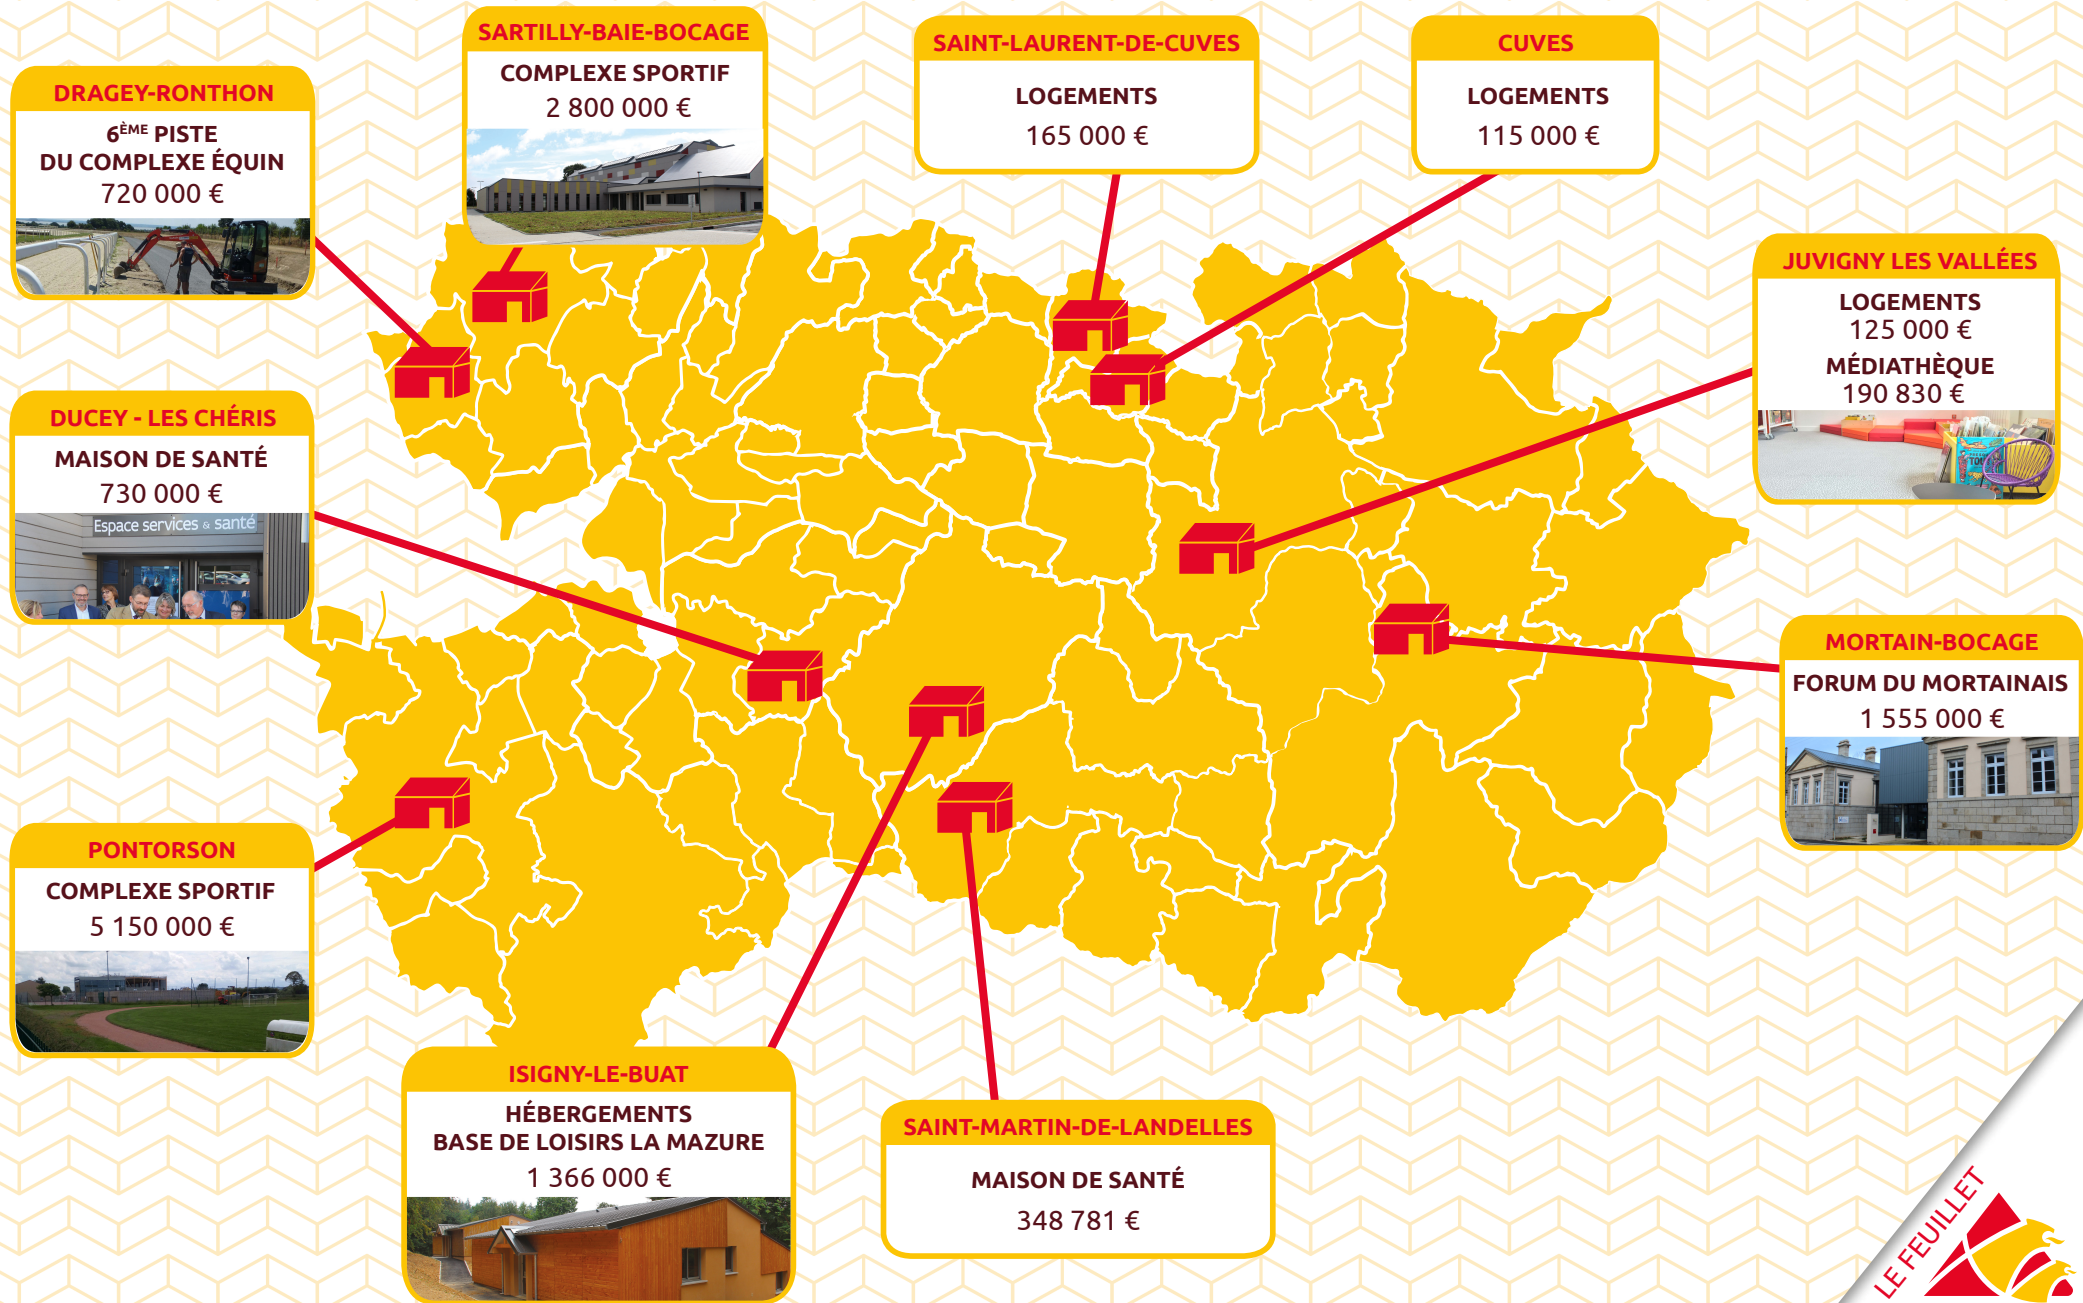 SARTILLY-BAIE-BOCAGE
COMPLEXE SPORTIF
2 800 000 €
SAINT-LAURENT-DE-CUVES
LOGEMENTS
165 000 €
CUVES
LOGEMENTS
115 000 €
DRAGEY-RONTHON
6ÈME PISTE
DU COMPLEXE ÉQUIN
720 000 €
JUVIGNY LES VALLÉES
LOGEMENTS
125 000 €
MÉDIATHÈQUE
190 830 €
DUCEY - LES CHÉRIS
MAISON DE SANTÉ
730 000 €
Espace services & santé
MORTAIN-BOCAGE
FORUM DU MORTAINAIS
1 555 000 €
PONTORSON
COMPLEXE SPORTIF
5 150 000 €
ISIGNY-LE-BUAT
HÉBERGEMENTS
BASE DE LOISIRS LA MAZURE
1 366 000 €
SAINT-MARTIN-DE-LANDELLES
MAISON DE SANTÉ
348 781 €
LE FEUILLET